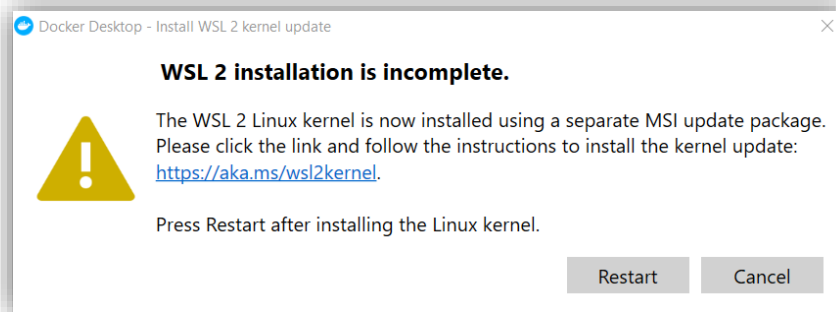 Docker Desktop - Install WSL 2 kernel update
WSL 2 installation is incomplete.
The WSL 2 Linux kernel is now installed using a separate MSI update package.
Please click the link and follow the instructions to install the kernel update:
https://aka.ms/wsl2kernel.
Press Restart after installing the Linux kernel.
Restart Cancel